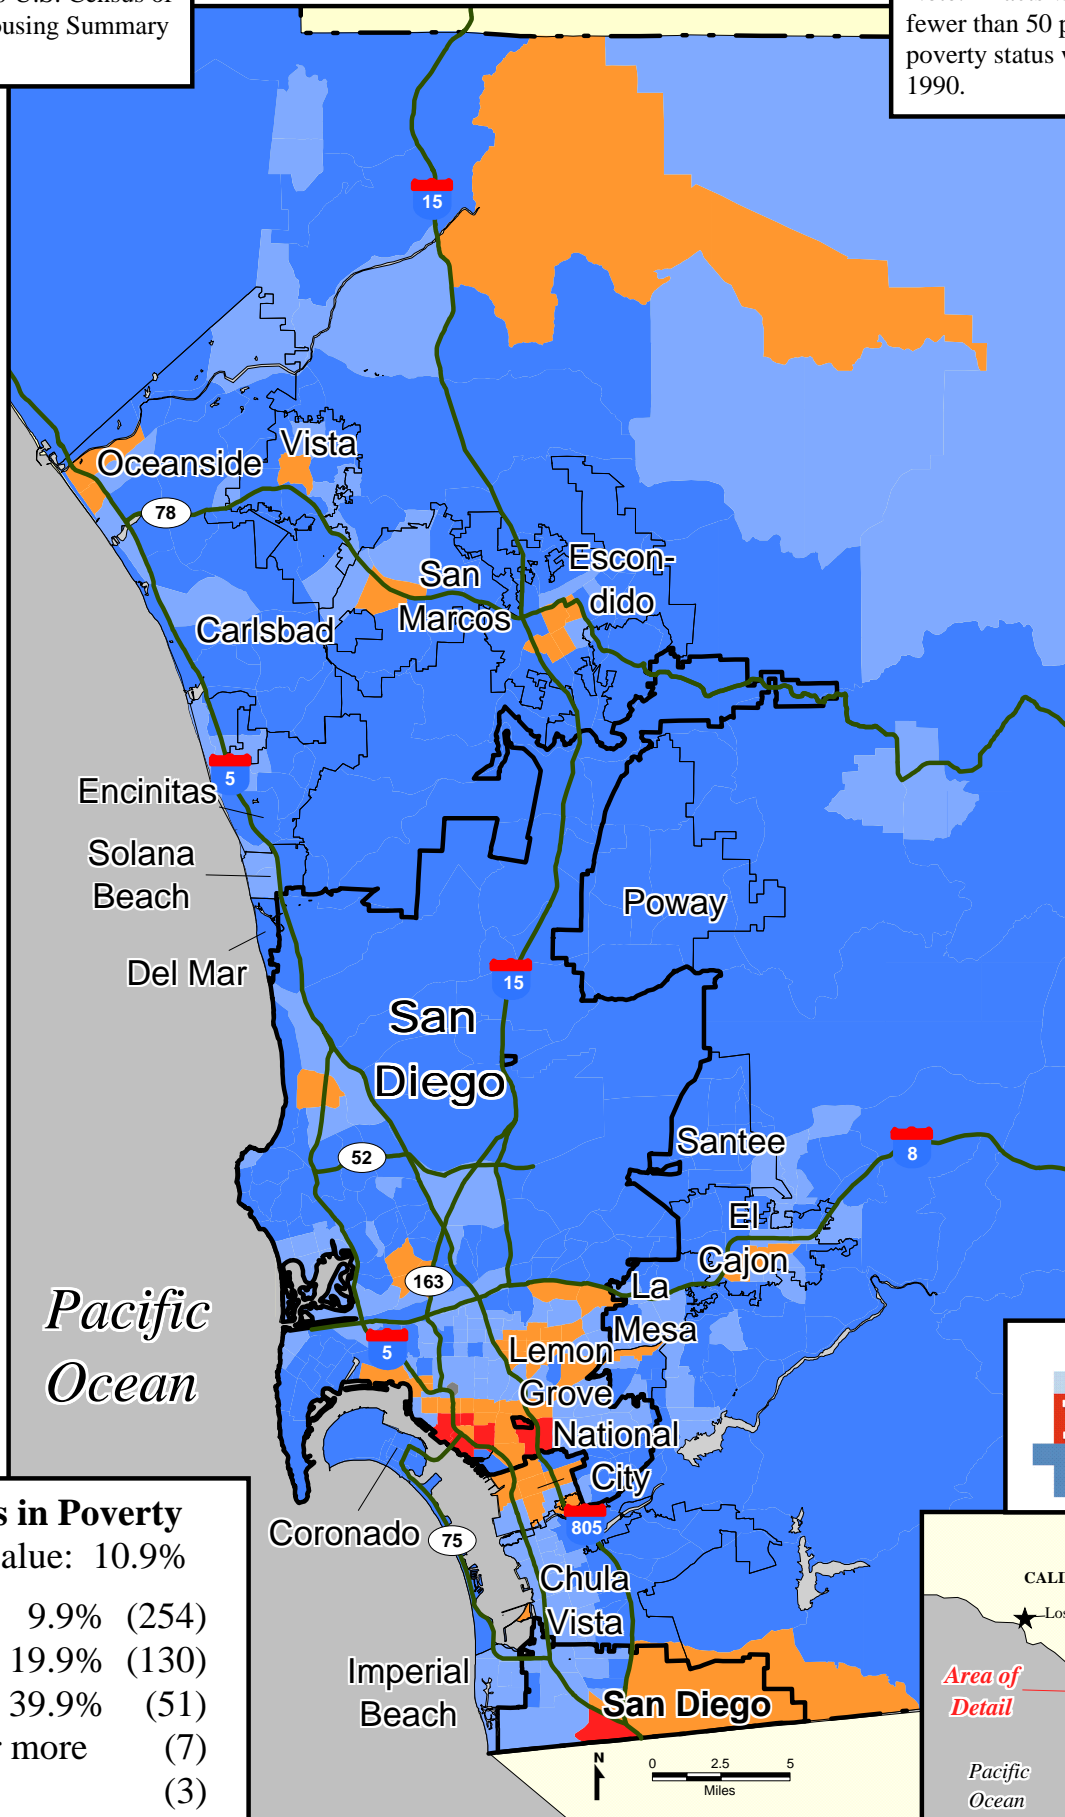 U.S. Census of
ousing Summary
fewer than 50 p
poverty status w
1990.
15
Vista
Oceanside
78
Escon-
dido
San
Marcos
Carlsbad
5
Encinitas
Solana
Beach
Poway
Del Mar
15
San
Diego
Santee
52
8
El
Cajon
163
La
Mesa
Pacific
Ocean
5
Lemon
Grove
National
City
805
Coronado
75
Chula
Vista
Imperial
Beach
San Diego
s in Poverty
alue: 10.9%
9.9% (254)
19.9% (130)
39.9% (51)
r more (7)
(3)
N
0 2.5 5
Miles
CALI
Los
Area of
Detail
Pacific
Ocean